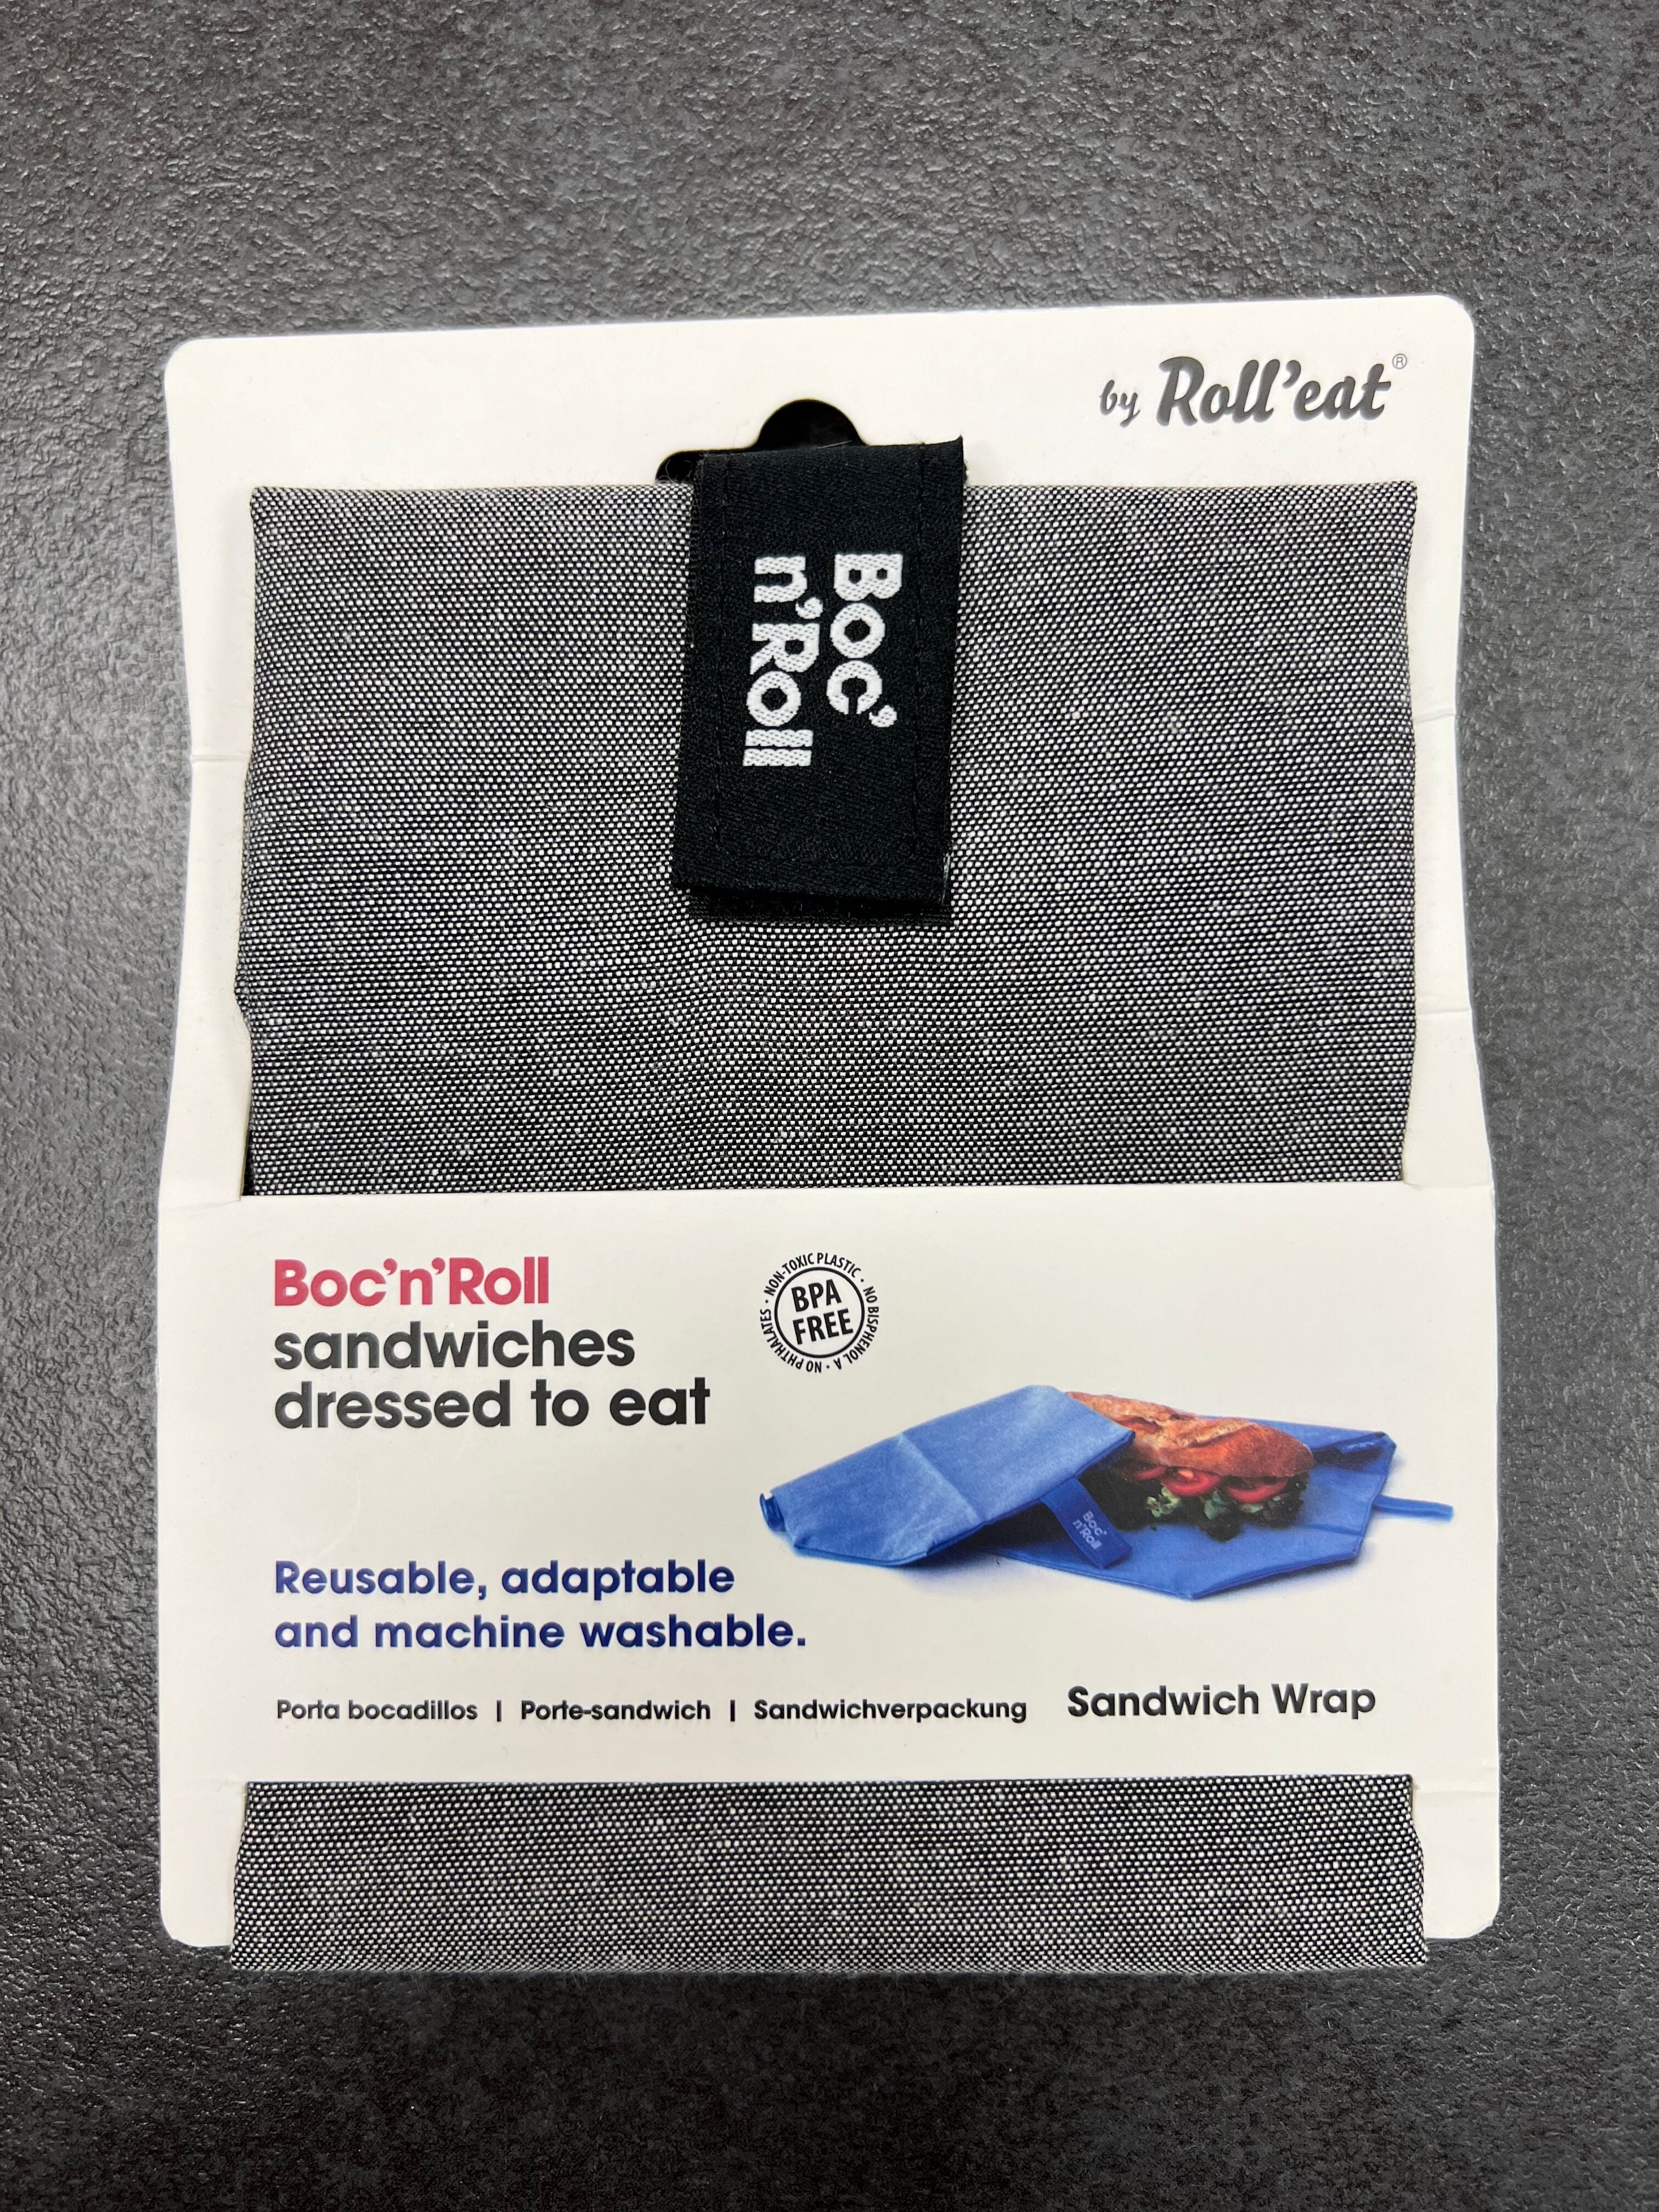 by Roll'eat®
Boc'
n'Roll
Boc'n'Roll
sandwiches
dressed to eat
BPA
FREE
NON-TOXIC PLASTIC · NO BISPHENOL A · NO PHTHALATES ·
Boc'
n'Roll
Reusable, adaptable
and machine washable.
Porta bocadillos | Porte-sandwich | Sandwichverpackung Sandwich Wrap